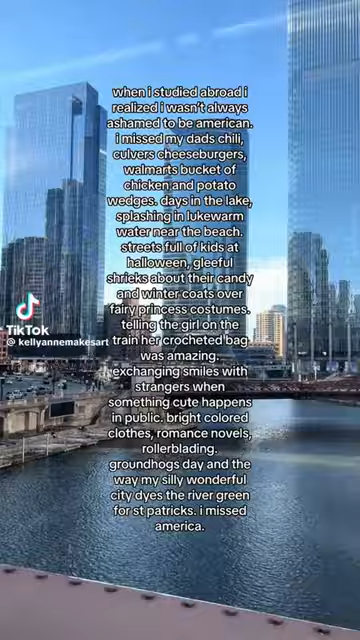 when i studied abroad i
realized i wasn't always
ashamed to be american.
i missed my dads chili,
culvers cheeseburgers,
walmarts bucket of
chicken and potato
wedges. days in the lake,
splashing in lukewarm
water near the beach.
streets full of kids at
halloween, gleeful
shrieks about their candy
and winter coats over
fairy princess costumes.
telling the girl on the
train her crocheted bag
was amazing.
exchanging smiles with
strangers when
something cute happens
in public. bright colored
clothes, romance novels,
rollerblading.
groundhogs day and the
way my silly wonderful
city dyes the river green
for st patricks. i missed
america.
TikTok
@ kellyannemakesart